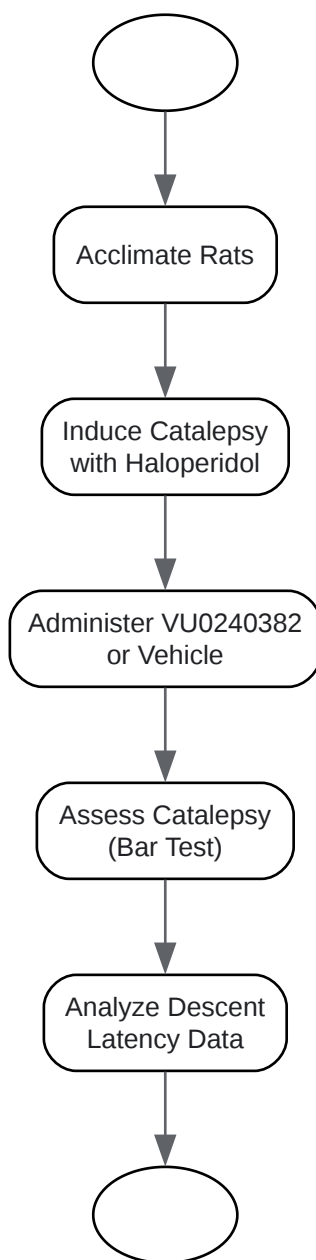 Acclimate Rats
Induce Catalepsy
with Haloperidol
Administer VU0240382
or Vehicle
Assess Catalepsy
(Bar Test)
Analyze Descent
Latency Data